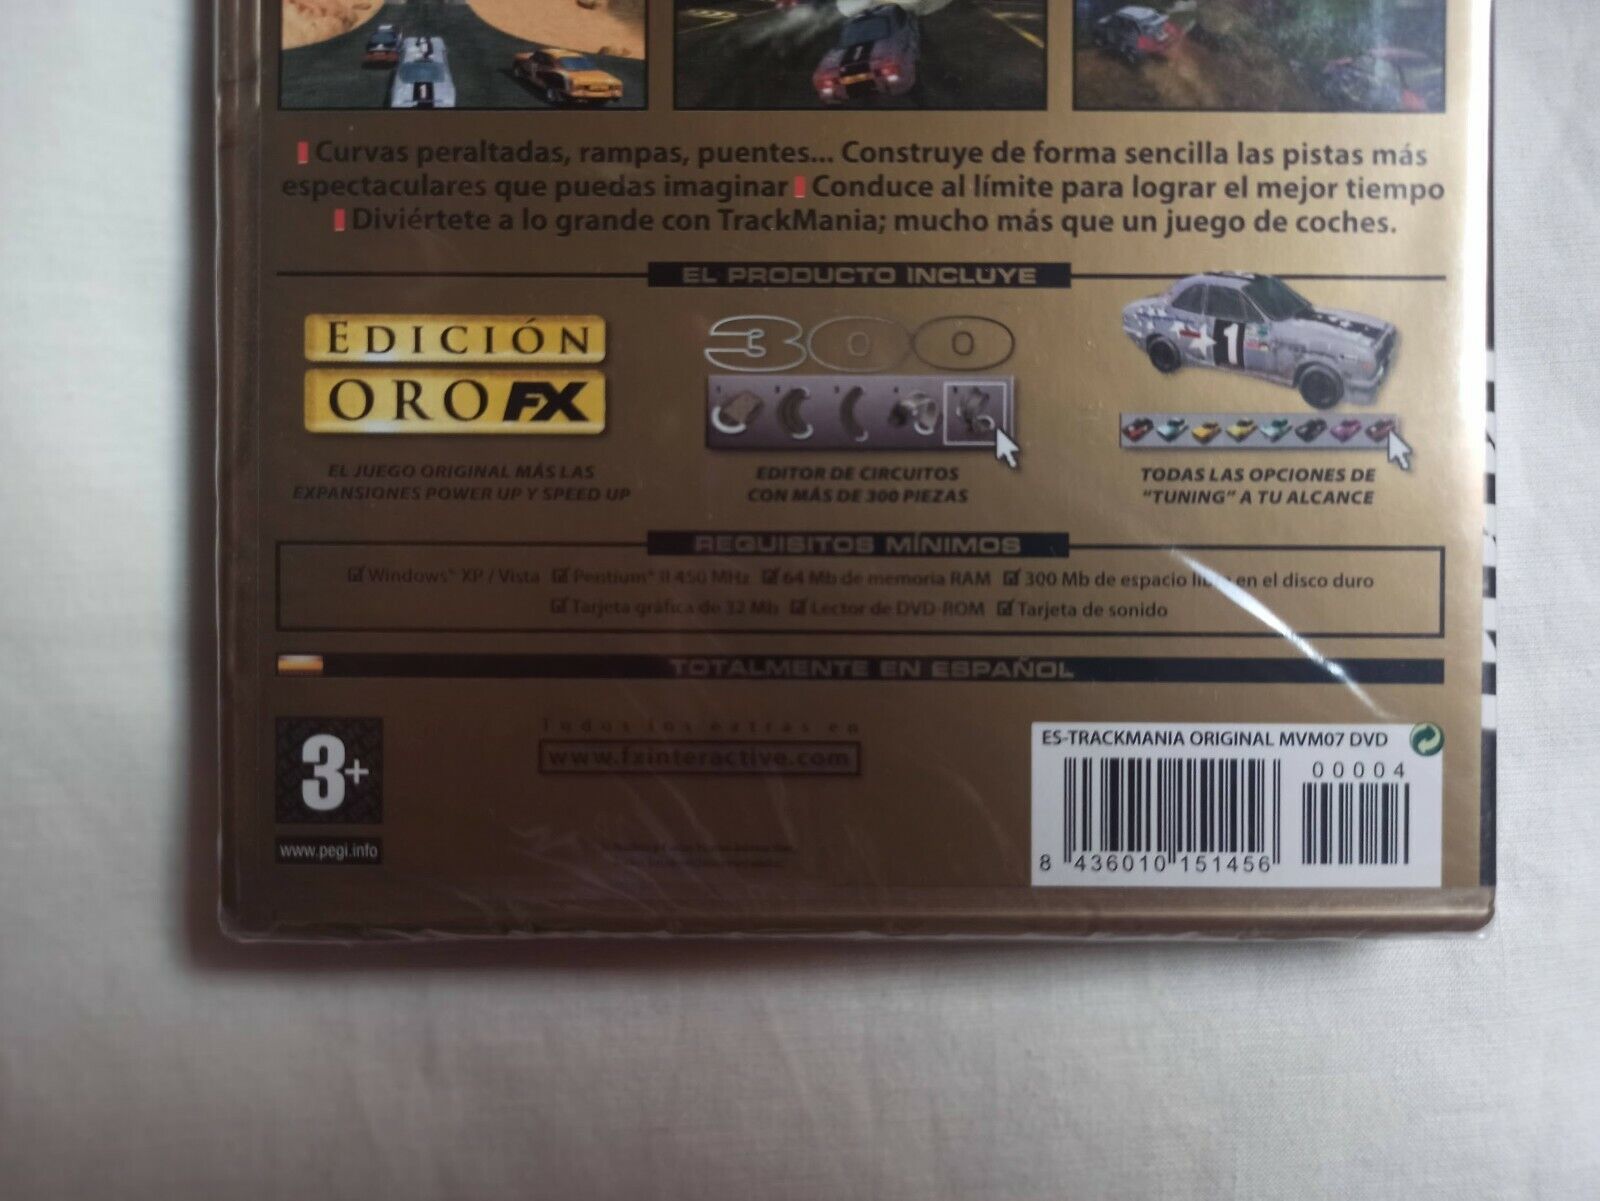 Curvas peraltadas, rampas, puentes... Construye de forma sencilla las pistas más
espectaculares que puedas imaginar Conduce al límite para lograr el mejor tiempo
Diviértete a lo grande con TrackMania; mucho más que un juego de coches.
EL PRODUCTO INCLUYE
EDICIÓN
ORO FX
EL JUEGO ORIGINAL MÁS LAS
EXPANSIONES POWER UP Y SPEED UP
300
EDITOR DE CIRCUITOS
CON MÁS DE 300 PIEZAS
1
TODAS LAS OPCIONES DE
"TUNING" A TU ALCANCE
REQUISITOS MÍNIMOS
Windows® XP / Vista Pentium® II 450 MHz 64 Mb de memoria RAM 300 Mb de espacio libre en el disco duro
Tarjeta gráfica de 32 Mb Lector de DVD-ROM Tarjeta de sonido
TOTALMENTE EN ESPAÑOL
3+
www.pegi.info
Todos los extras en
www.fxinteractive.com
ES-TRACKMANIA ORIGINAL MVM07 DVD
00004
8 436010 151456